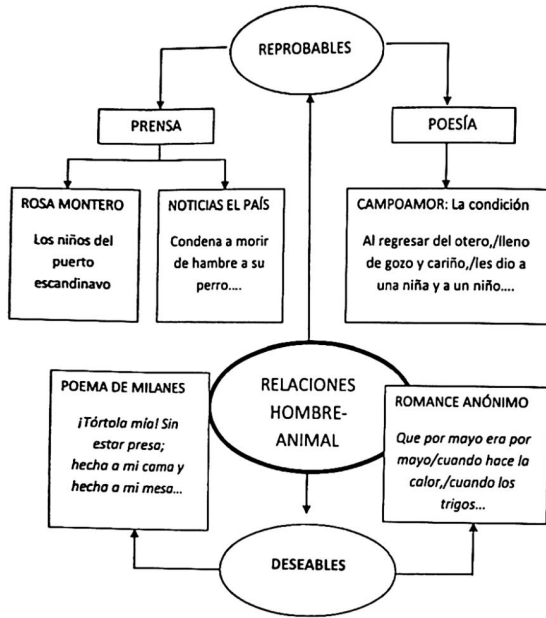 REPROBABLES
PRENSA
POESÍA
ROSA MONTERO
Los niños del
puerto
escandinavo
NOTICIAS EL PAÍS
Condena a morir
de hambre a su
perro....
CAMPOAMOR: La condición
Al regresar del otero,/lleno
de gozo y cariño,/les dio a
una niña y a un niño....
RELACIONES
HOMBRE-
ANIMAL
POEMA DE MILANES
¡Tórtola mía! Sin
estar presa;
hecha a mi cama y
hecha a mi mesa...
ROMANCE ANÓNIMO
Que por mayo era por
mayo/cuando hace la
calor,/cuando los
trigos...
DESEABLES